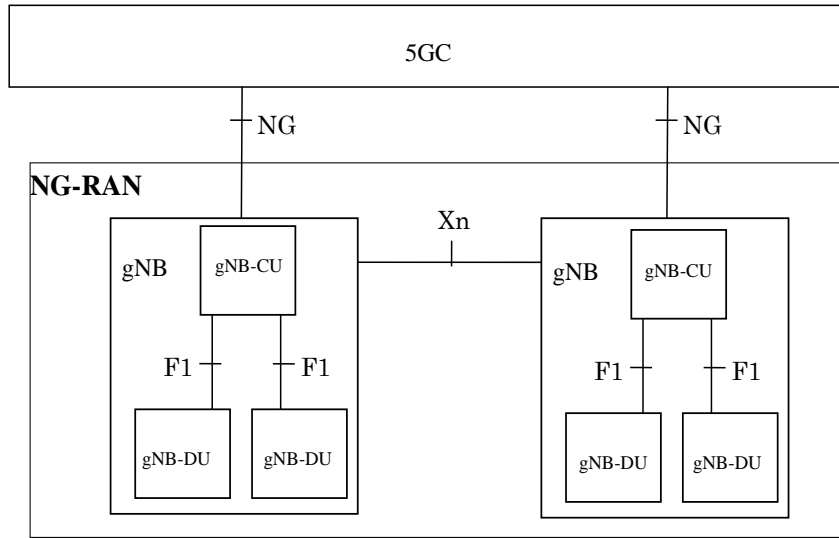 5GC
NG NG
NG-RAN
Xn
gNB gNB-CU gNB gNB-CU
F1 F1 F1 F1
gNB-DU gNB-DU gNB-DU gNB-DU